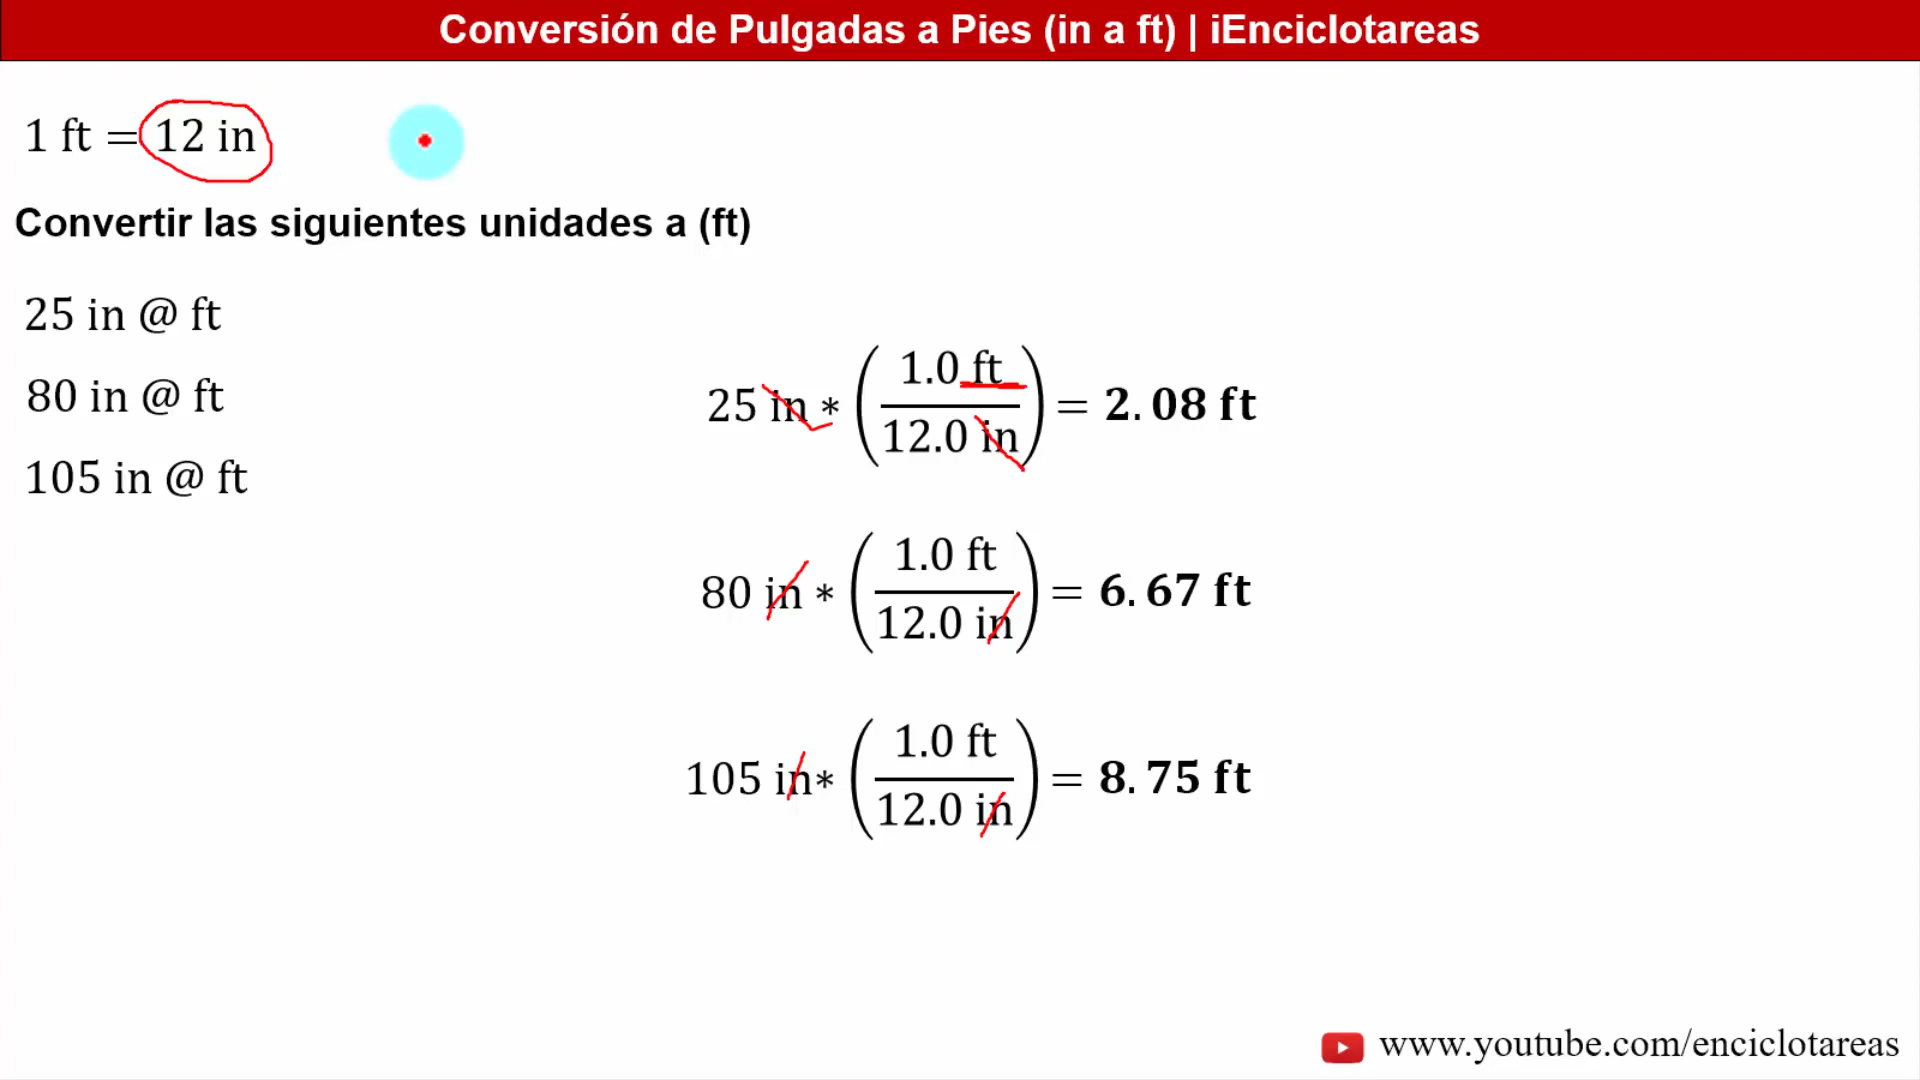 Conversión de Pulgadas a Pies (in a ft) | iEnciclotareas
1 ft = 12 in
Convertir las siguientes unidades a (ft)
25 in @ ft
80 in @ ft
105 in @ ft
25 in * (1.0 ft / 12.0 in) = 2.08 ft
80 in * (1.0 ft / 12.0 in) = 6.67 ft
105 in* (1.0 ft / 12.0 in) = 8.75 ft
www.youtube.com/enciclotareas